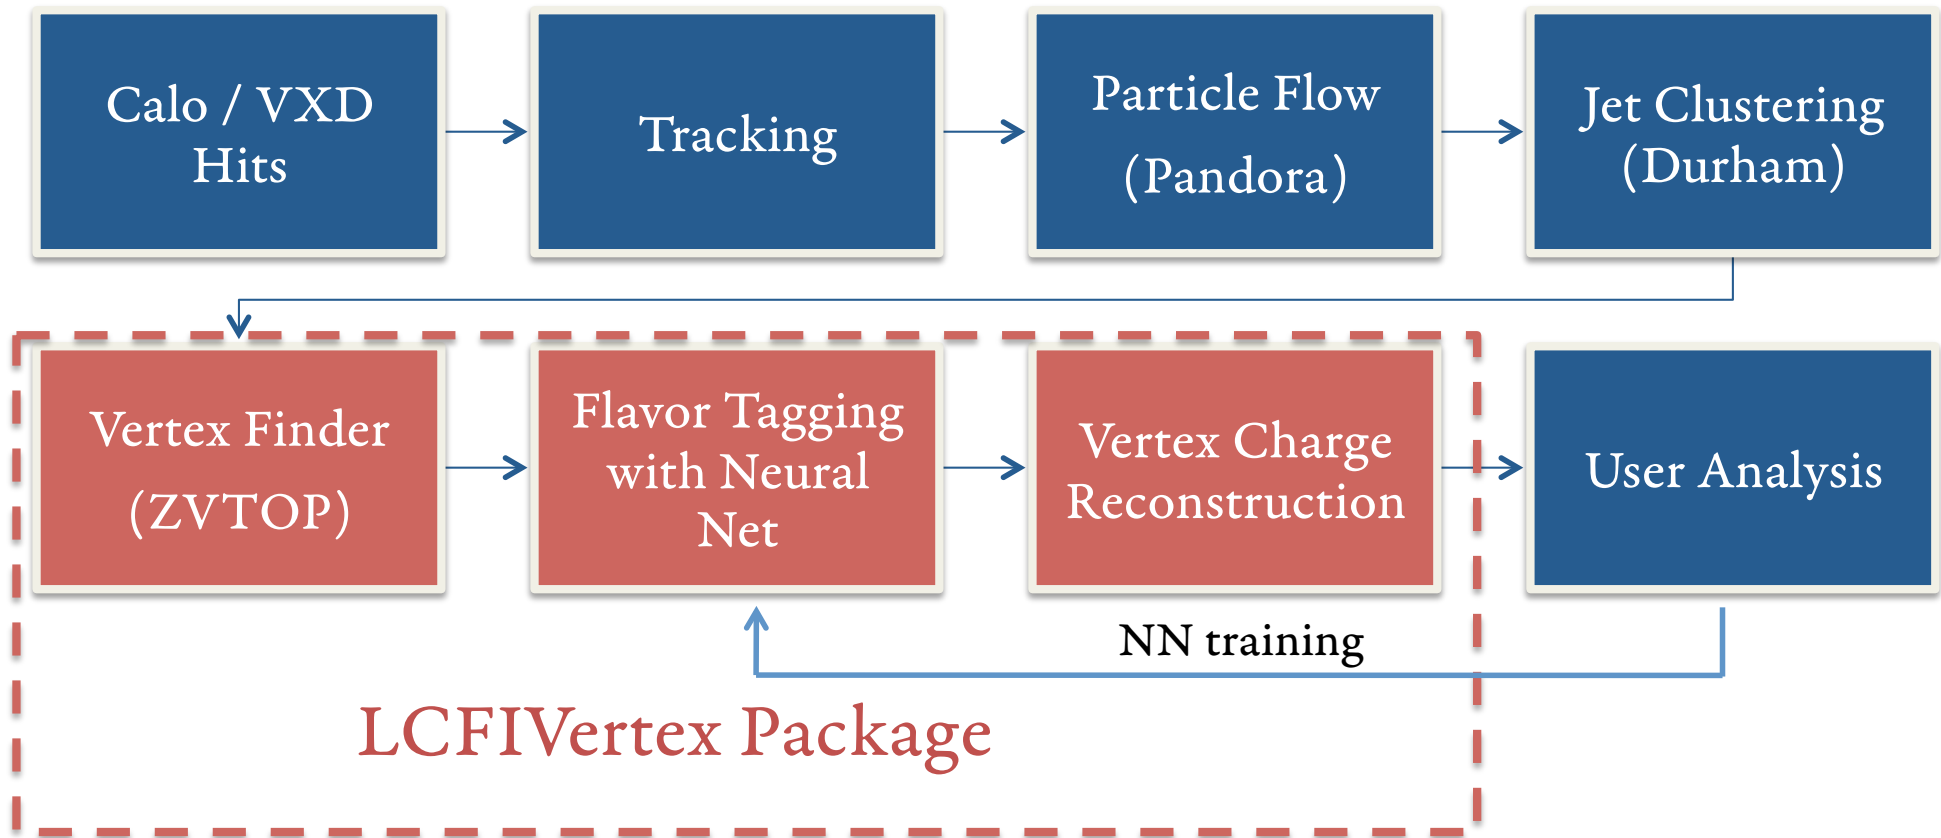 Calo / VXD
Hits
Tracking
Particle Flow
(Pandora)
Jet Clustering
(Durham)
Vertex Finder
(ZVTOP)
Flavor Tagging
with Neural
Net
Vertex Charge
Reconstruction
User Analysis
NN training
LCFIVertex Package